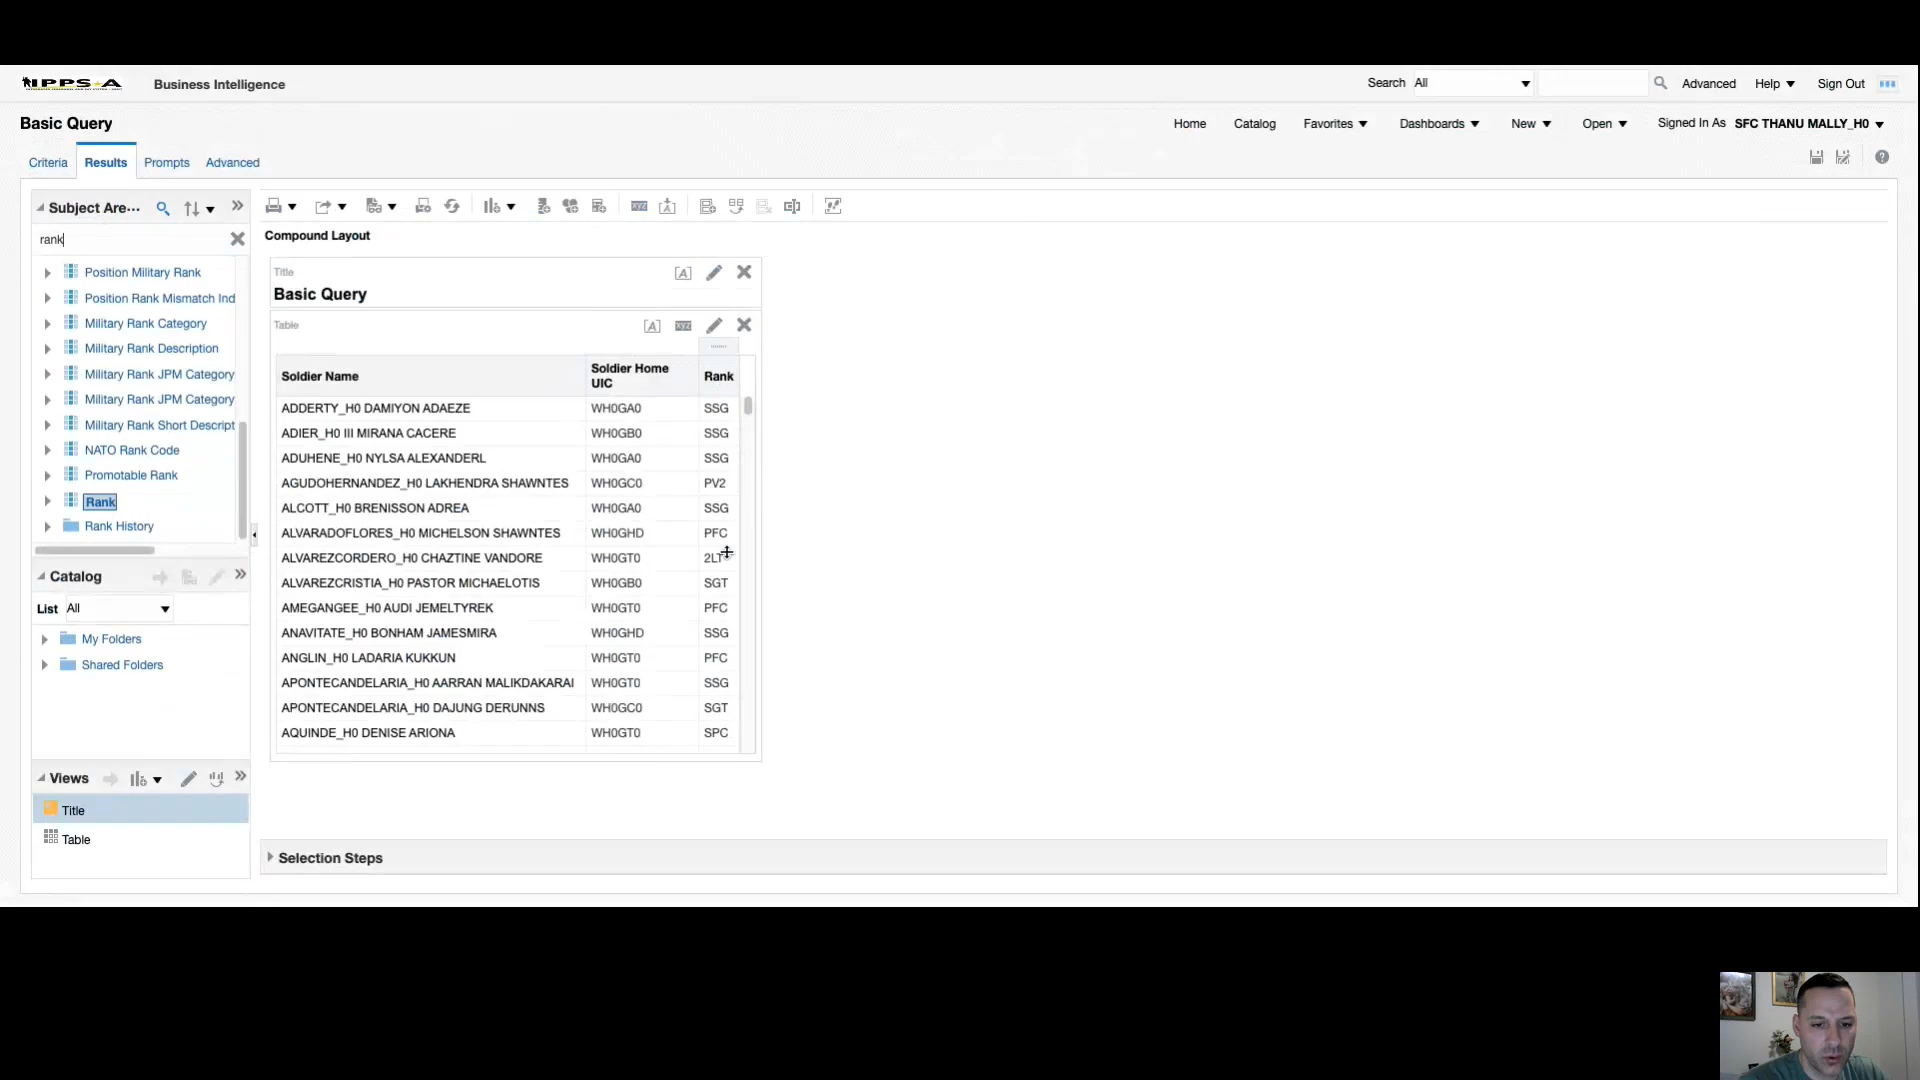 IPPS-A Business Intelligence Search All Advanced Help Sign Out
Basic Query Home Catalog Favorites Dashboards New Open Signed In As SFC THANU MALLY_H0
Criteria Results Prompts Advanced
Subject Are...
rank
Position Military Rank
Position Rank Mismatch Ind
Military Rank Category
Military Rank Description
Military Rank JPM Category
Military Rank JPM Category
Military Rank Short Descript
NATO Rank Code
Promotable Rank
Rank
Rank History
Catalog
List All
My Folders
Shared Folders
Views
Title
Table
Compound Layout
Title
Basic Query
Table
Soldier Name Soldier Home UIC Rank
ADDERTY_H0 DAMIYON ADAEZE WH0GA0 SSG
ADIER_H0 III MIRANA CACERE WH0GB0 SSG
ADUHENE_H0 NYLSA ALEXANDERL WH0GA0 SSG
AGUDOHERNANDEZ_H0 LAKHENDRA SHAWNTES WH0GC0 PV2
ALCOTT_H0 BRENISSON ADREA WH0GA0 SSG
ALVARADOFLORES_H0 MICHELSON SHAWNTES WH0GHD PFC
ALVAREZCORDERO_H0 CHAZTINE VANDORE WH0GT0 2LT
ALVAREZCRISTIA_H0 PASTOR MICHAELOTIS WH0GB0 SGT
AMEGANGEE_H0 AUDI JEMELTYREK WH0GT0 PFC
ANAVITATE_H0 BONHAM JAMESMIRA WH0GHD SSG
ANGLIN_H0 LADARIA KUKKUN WH0GT0 PFC
APONTECANDELARIA_H0 AARRAN MALIKDAKARAI WH0GT0 SSG
APONTECANDELARIA_H0 DAJUNG DERUNNS WH0GC0 SGT
AQUINDE_H0 DENISE ARIONA WH0GT0 SPC
Selection Steps